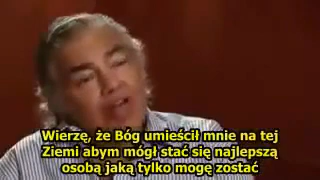 Wierzę, że Bóg umieścił mnie na tej
Ziemi abym mógł stać się najlepszą
osobą jaką tylko mogę zostać